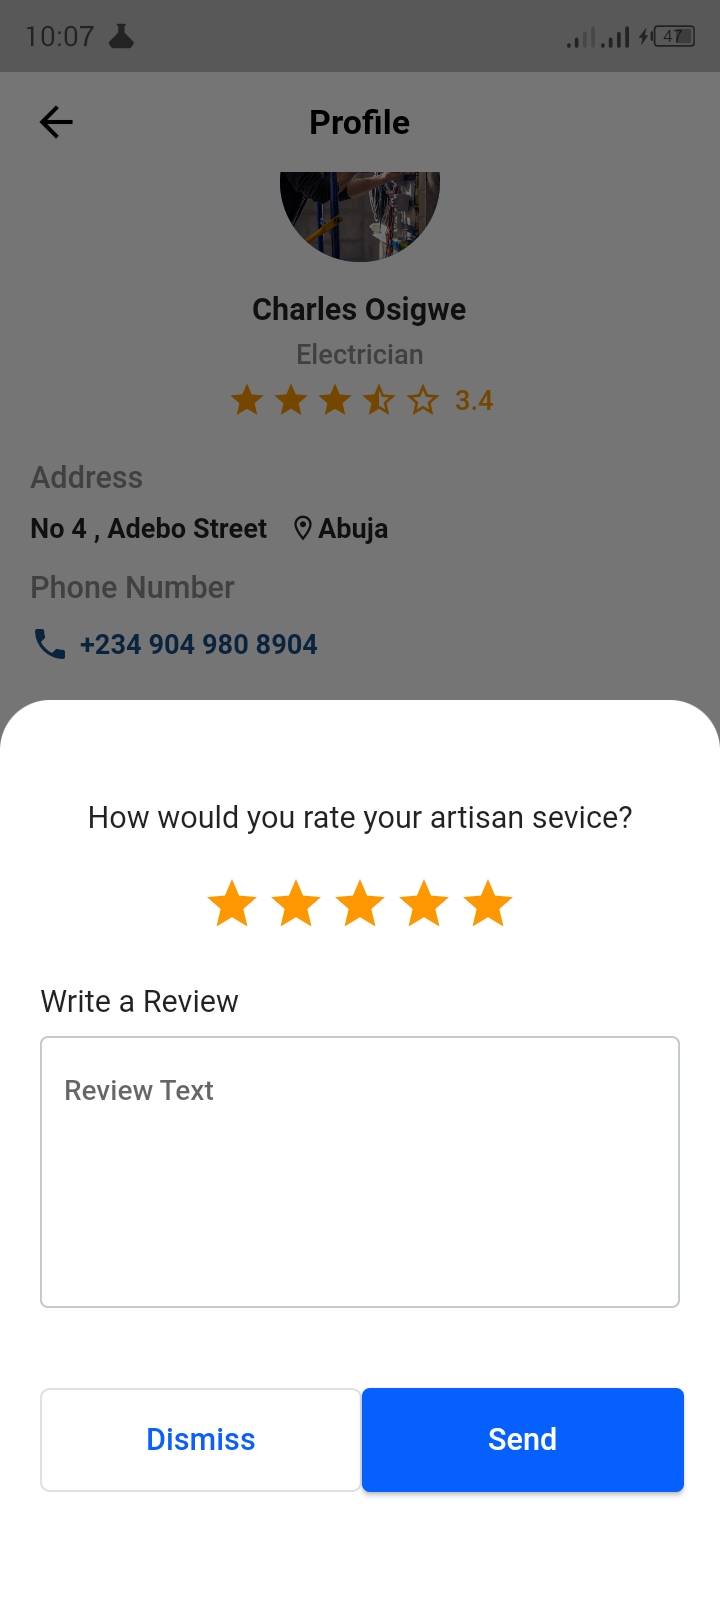 10:07 47
Profile
Charles Osigwe
Electrician
3.4
Address
No 4 , Adebo Street Abuja
Phone Number
+234 904 980 8904
How would you rate your artisan sevice?
Write a Review
Review Text
Dismiss Send